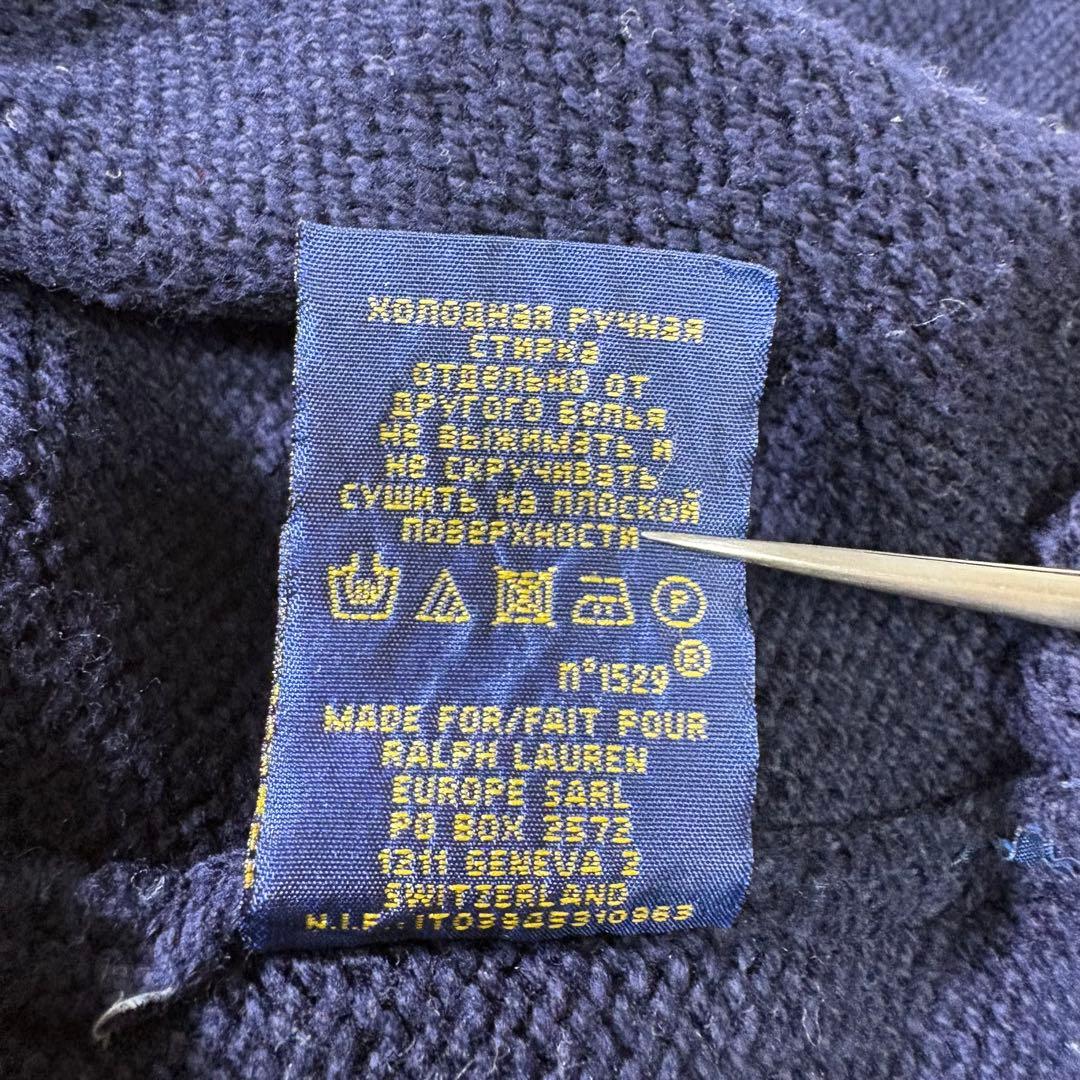 ХОЛОДНАЯ РУЧНАЯ
СТИРКА
ОТДЕЛЬНО ОТ
ДРУГОГО БЕЛЬЯ
НЕ ВЫЖИМАТЬ И
НЕ СКРУЧИВАТЬ
СУШИТЬ НА ПЛОСКОЙ
ПОВЕРХНОСТИ
P
®
n°1529
MADE FOR/FAIT POUR
RALPH LAUREN
EUROPE SARL
PO BOX 2572
1211 GENEVA 2
SWITZERLAND
N.I.F.: